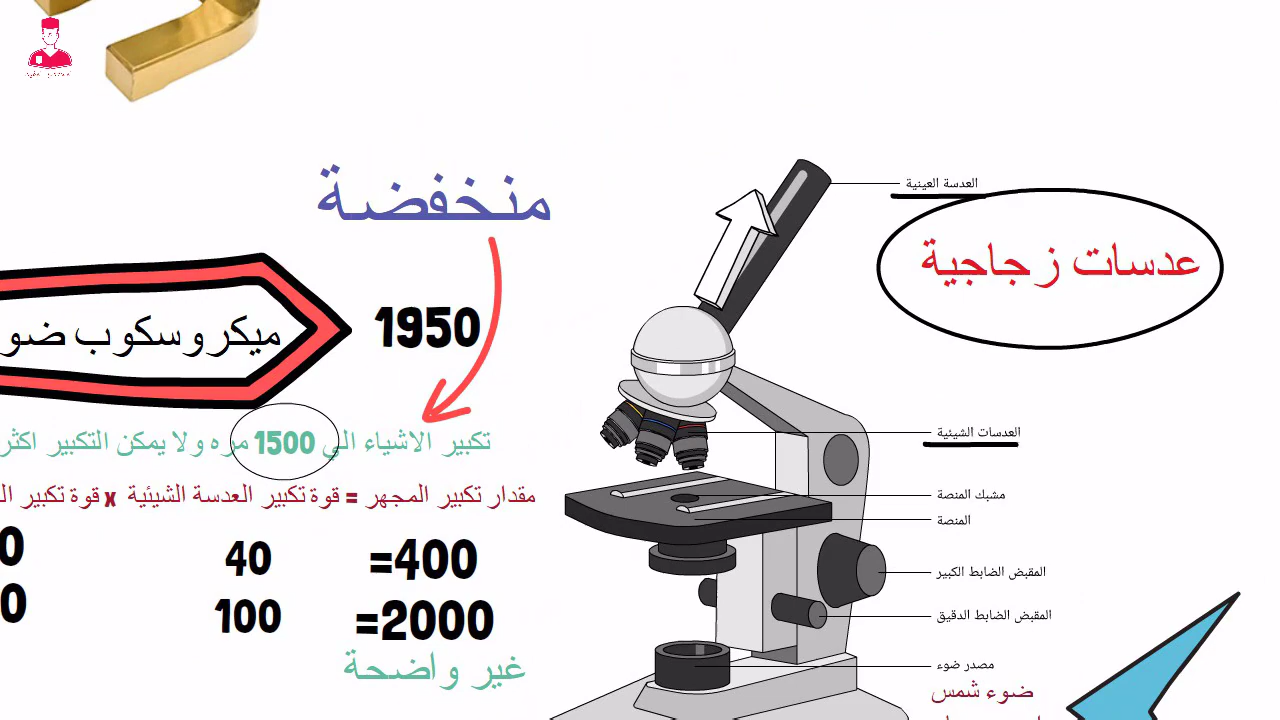 منخفضة
العدسة العينية
عدسات زجاجية
ميكروسكوب ضو
1950
العدسات الشيئية
تكبير الاشياء الى 1500 مره ولا يمكن التكبير اكثر
مقدار تكبير المجهر = قوة تكبير العدسة الشيئية x قوة تكبير
مشبك المنصة
المنصة
=400 40 0
المقبض الضابط الكبير
=2000 100 0
المقبض الضابط الدقيق
غير واضحة
مصدر ضوء
ضوء شمس